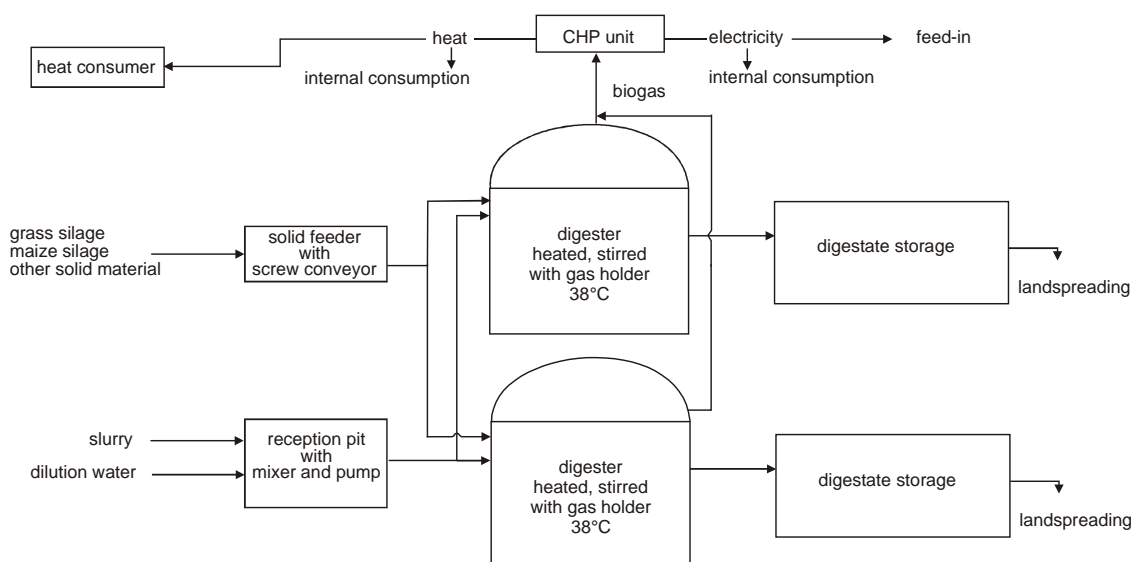 heat
CHP unit
electricity
feed-in
heat consumer
internal consumption
internal consumption
biogas
grass silage
maize silage
other solid material
solid feeder
with
screw conveyor
digester
heated, stirred
with gas holder
38°C
digestate storage
landspreading
slurry
dilution water
reception pit
with
mixer and pump
digester
heated, stirred
with gas holder
38°C
digestate storage
landspreading